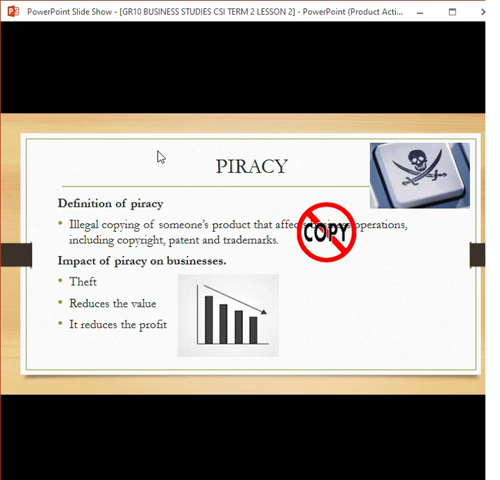 PowerPoint Slide Show - [GR10 BUSINESS STUDIES CSI TERM 2 LESSON 2] - PowerPoint (Product Acti...
PIRACY
Definition of piracy
• Illegal copying of someone's product that affects business operations,
including copyright, patent and trademarks.
COPY
Impact of piracy on businesses.
• Theft
• Reduces the value
• It reduces the profit